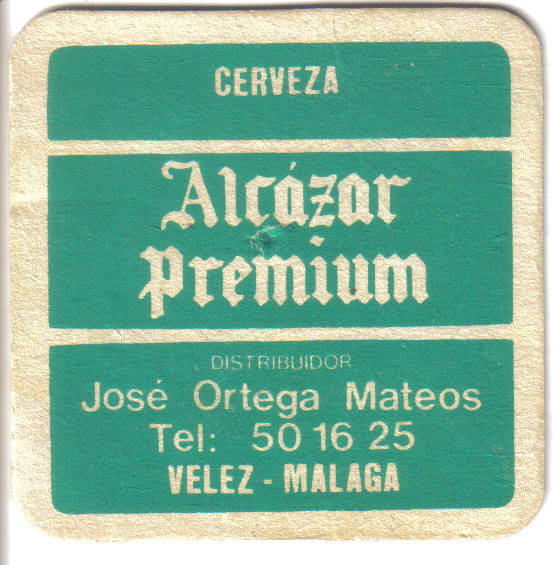 CERVEZA
Alcázar
Premium
DISTRIBUIDOR
José Ortega Mateos
Tel: 50 16 25
VELEZ - MALAGA